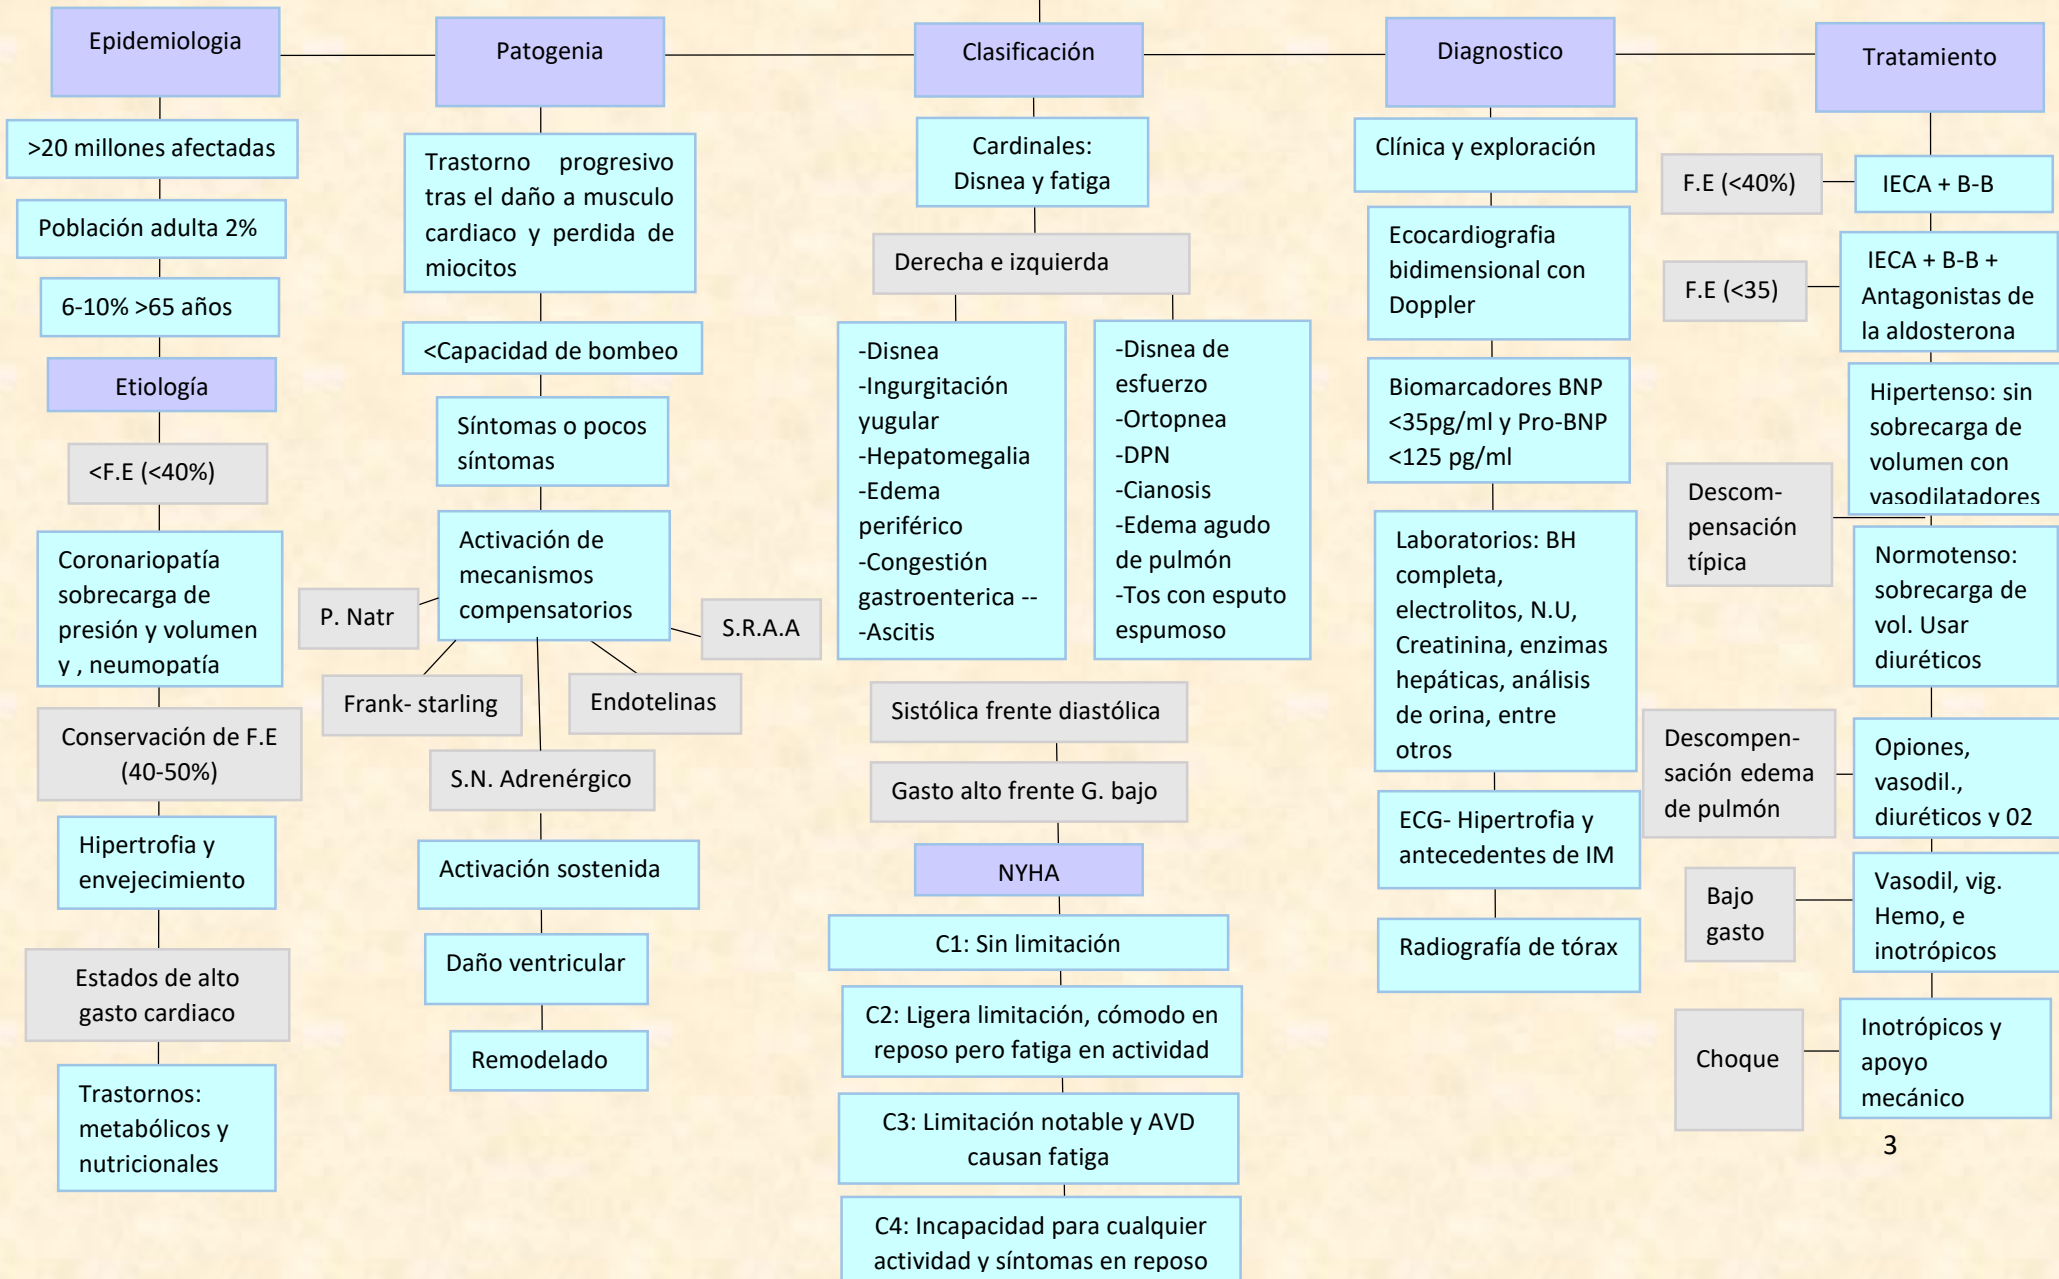 Epidemiologia
>20 millones afectadas
Población adulta 2%
6-10% >65 años
Etiología
<F.E (<40%)
Coronariopatía
sobrecarga de
presión y volumen
y , neumopatía
Conservación de F.E
(40-50%)
Hipertrofia y
envejecimiento
Estados de alto
gasto cardiaco
Trastornos:
metabólicos y
nutricionales
Patogenia
Trastorno progresivo
tras el daño a musculo
cardiaco y perdida de
miocitos
<Capacidad de bombeo
Síntomas o pocos
síntomas
Activación de
mecanismos
compensatorios
P. Natr
S.R.A.A
Frank- starling
Endotelinas
S.N. Adrenérgico
Activación sostenida
Daño ventricular
Remodelado
Clasificación
Cardinales:
Disnea y fatiga
Derecha e izquierda
-Disnea
-Ingurgitación
yugular
-Hepatomegalia
-Edema
periférico
-Congestión
gastroenterica --
-Ascitis
-Disnea de
esfuerzo
-Ortopnea
-DPN
-Cianosis
-Edema agudo
de pulmón
-Tos con esputo
espumoso
Sistólica frente diastólica
Gasto alto frente G. bajo
NYHA
C1: Sin limitación
C2: Ligera limitación, cómodo en
reposo pero fatiga en actividad
C3: Limitación notable y AVD
causan fatiga
C4: Incapacidad para cualquier
actividad y síntomas en reposo
Diagnostico
Clínica y exploración
Ecocardiografia
bidimensional con
Doppler
Biomarcadores BNP
<35pg/ml y Pro-BNP
<125 pg/ml
Laboratorios: BH
completa,
electrolitos, N.U,
Creatinina, enzimas
hepáticas, análisis
de orina, entre
otros
ECG- Hipertrofia y
antecedentes de IM
Radiografía de tórax
Tratamiento
F.E (<40%)
IECA + B-B
F.E (<35)
IECA + B-B +
Antagonistas de
la aldosterona
Hipertenso: sin
sobrecarga de
volumen con
vasodilatadores
Descom-
pensación
típica
Normotenso:
sobrecarga de
vol. Usar
diuréticos
Descompen-
sación edema
de pulmón
Opiones,
vasodil.,
diuréticos y 02
Bajo
gasto
Vasodil, vig.
Hemo, e
inotrópicos
Choque
Inotrópicos y
apoyo
mecánico
3